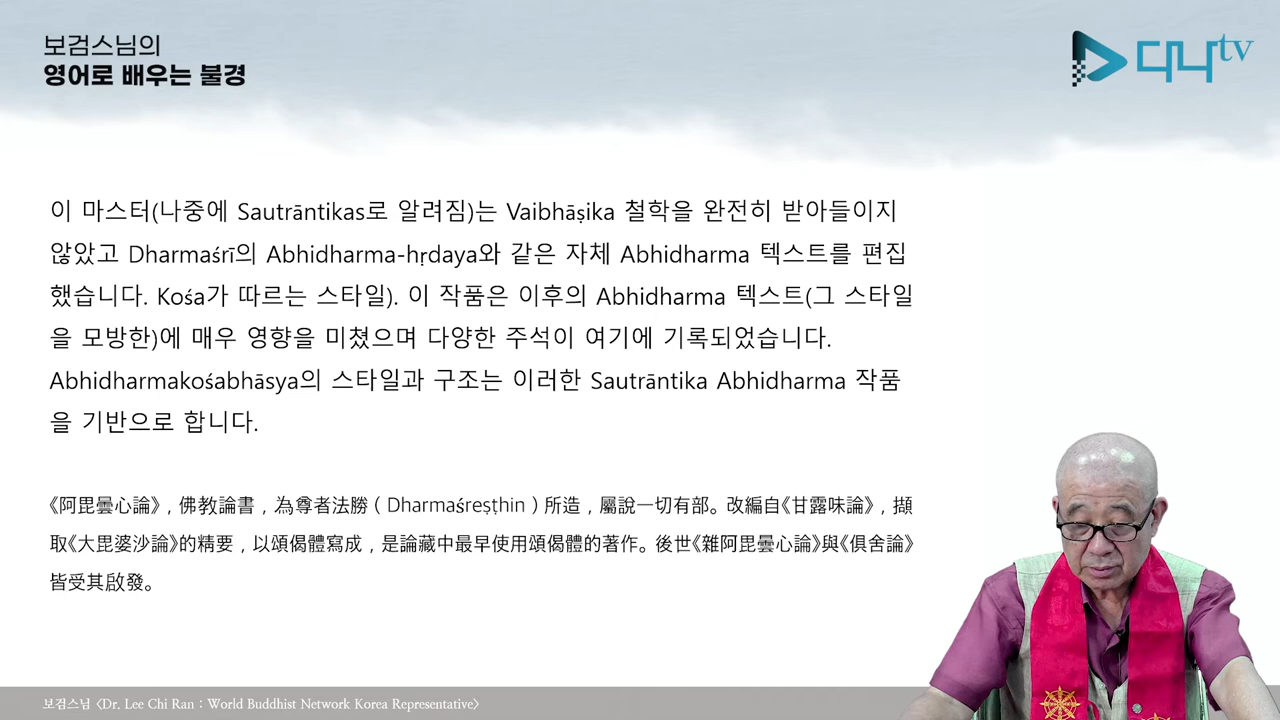 보검스님의
영어로 배우는 불경
다나tv
이 마스터(나중에 Sautrāntikas로 알려짐)는 Vaibhāṣika 철학을 완전히 받아들이지
않았고 Dharmaśrī의 Abhidharma-hṛdaya와 같은 자체 Abhidharma 텍스트를 편집
했습니다. Kośa가 따르는 스타일). 이 작품은 이후의 Abhidharma 텍스트(그 스타일
을 모방한)에 매우 영향을 미쳤으며 다양한 주석이 여기에 기록되었습니다.
Abhidharmakośabhāsya의 스타일과 구조는 이러한 Sautrāntika Abhidharma 작품
을 기반으로 합니다.
《阿毘曇心論》，佛教論書，為尊者法勝（Dharmaśreṣṭhin）所造，屬說一切有部。改編自《甘露味論》，擷
取《大毘婆沙論》的精要，以頌偈體寫成，是論藏中最早使用頌偈體的著作。後世《雜阿毘曇心論》與《俱舍論》
皆受其啟發。
보검스님 <Dr. Lee Chi Ran : World Buddhist Network Korea Representative>